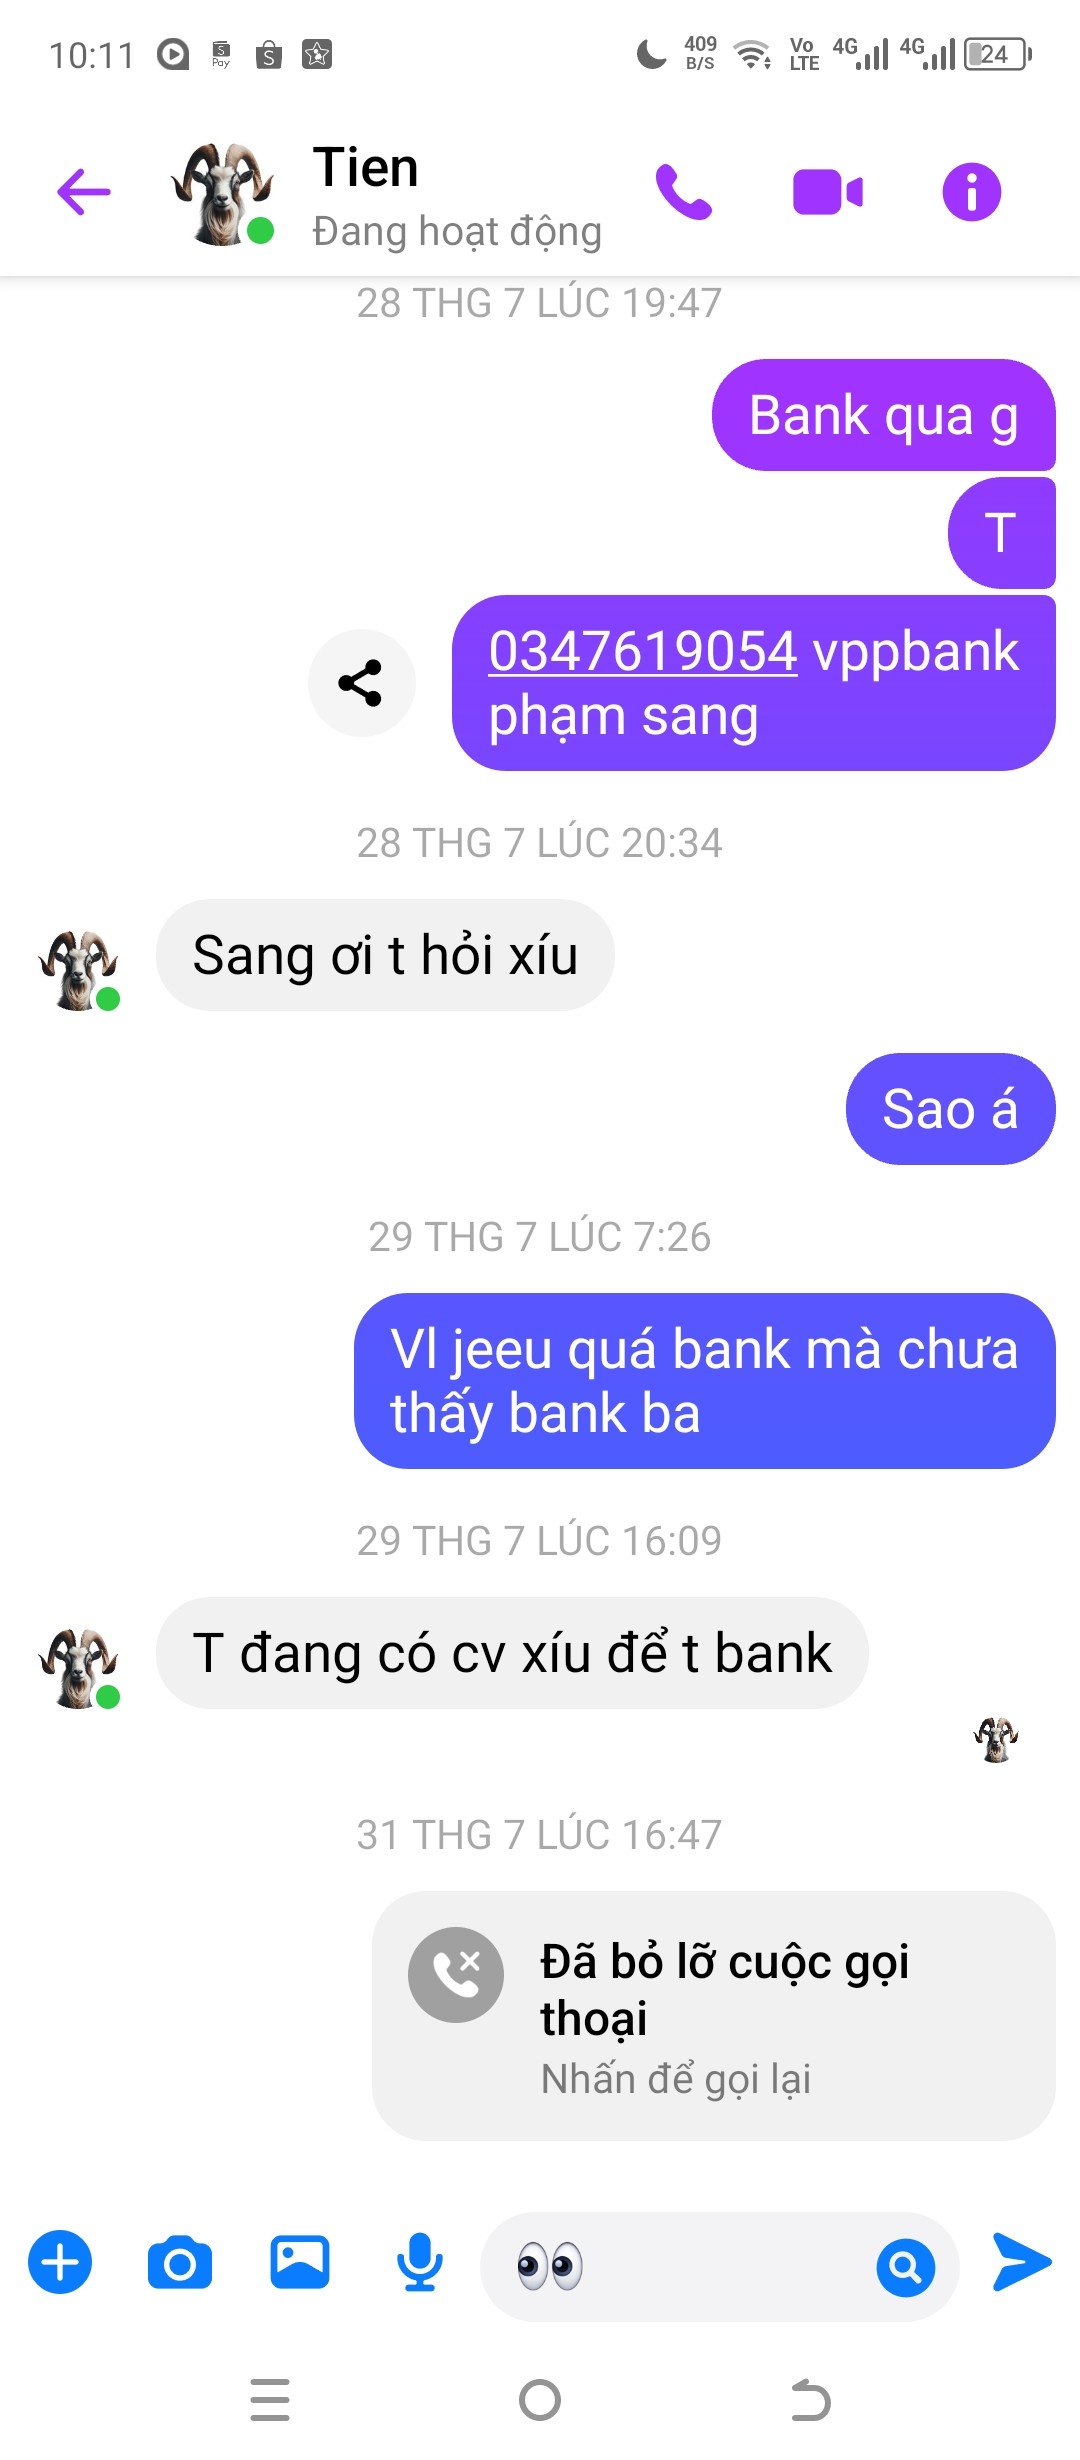 10:11
S
Pay
S
409
B/S
Vo
LTE
4G
4G
24
Tien
Đang hoạt động
28 THG 7 LÚC 19:47
Bank qua g
T
0347619054 vppbank
phạm sang
28 THG 7 LÚC 20:34
Sang ơi t hỏi xíu
Sao á
29 THG 7 LÚC 7:26
Vl jeeu quá bank mà chưa
thấy bank ba
29 THG 7 LÚC 16:09
T đang có cv xíu để t bank
31 THG 7 LÚC 16:47
Đã bỏ lỡ cuộc gọi
thoại
Nhấn để gọi lại
👀